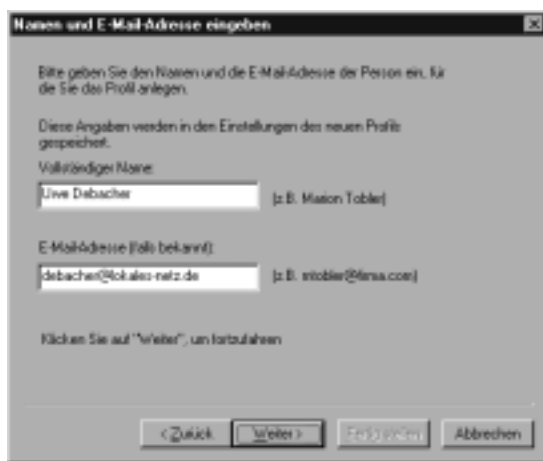 Namen und E-Mail-Adresse eingeben
Bitte geben Sie den Namen und die E-Mail-Adresse der Person ein, für
die Sie das Profil anlegen.
Diese Angaben werden in den Einstellungen des neuen Profils
gespeichert.
Vollständiger Name:
Uwe Debacher
(z.B. Marion Tobler)
E-Mail-Adresse (falls bekannt):
debacher@lokales-netz.de
(z.B. mtobler@firma.com)
Klicken Sie auf "Weiter", um fortzufahren
< Zurück Weiter > Fertigstellen Abbrechen